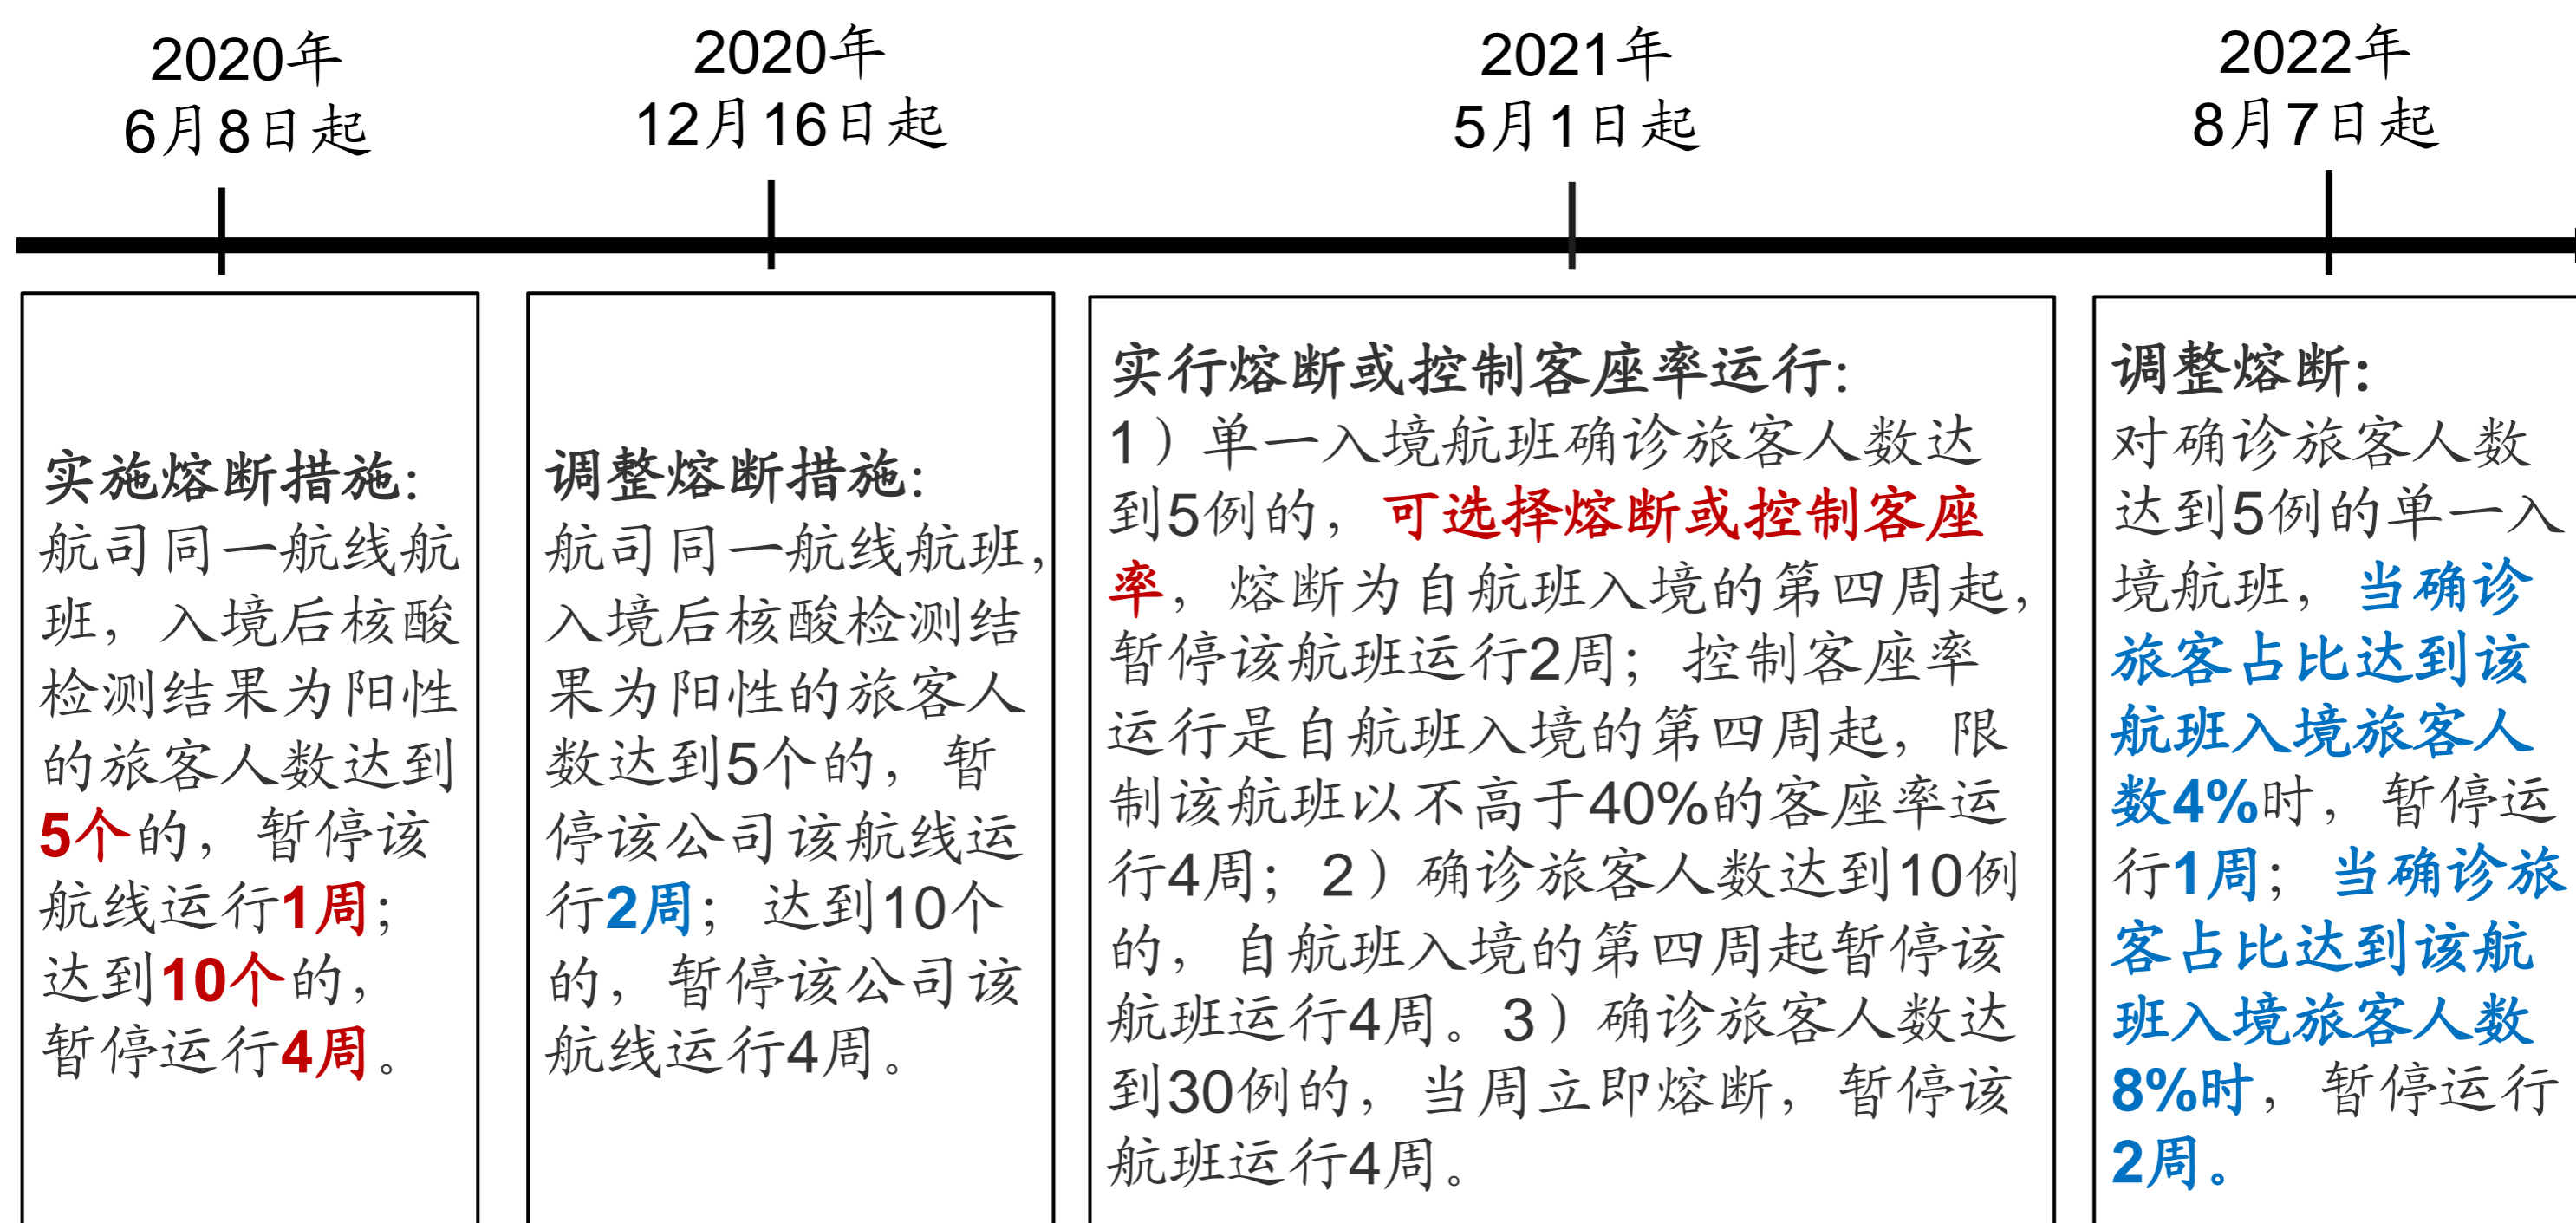 2020年
6月8日起
2020年
12月16日起
2021年
5月1日起
2022年
8月7日起
实施熔断措施:
航司同一航线航
班，入境后核酸
检测结果为阳性
的旅客人数达到
5个的，暂停该
航线运行1周；
达到10个的，
暂停运行4周。
调整熔断措施:
航司同一航线航班，
入境后核酸检测结
果为阳性的旅客人
数达到5个的，暂
停该公司该航线运
行2周；达到10个
的，暂停该公司该
航线运行4周。
实行熔断或控制客座率运行:
1）单一入境航班确诊旅客人数达
到5例的，可选择熔断或控制客座
率，熔断为自航班入境的第四周起，
暂停该航班运行2周；控制客座率
运行是自航班入境的第四周起，限
制该航班以不高于40%的客座率运
行4周；2）确诊旅客人数达到10例
的，自航班入境的第四周起暂停该
航班运行4周。3）确诊旅客人数达
到30例的，当周立即熔断，暂停该
航班运行4周。
调整熔断:
对确诊旅客人数
达到5例的单一入
境航班，当确诊
旅客占比达到该
航班入境旅客人
数4%时，暂停运
行1周；当确诊旅
客占比达到该航
班入境旅客人数
8%时，暂停运行
2周。